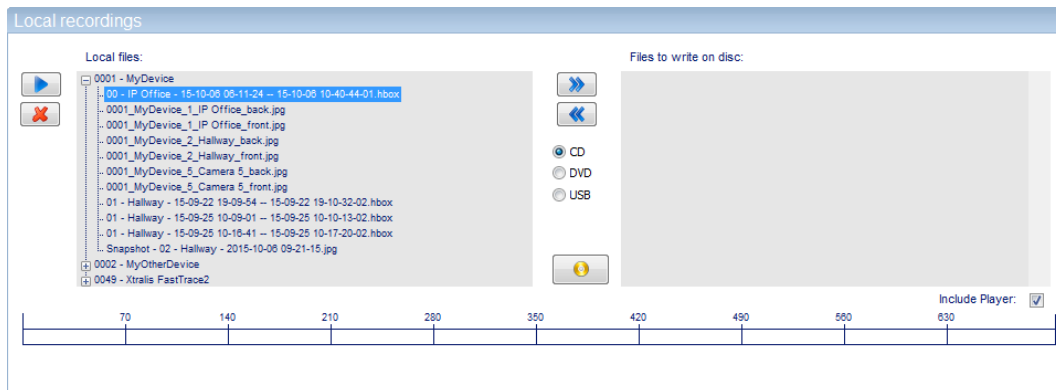 Local recordings
Local files:
Files to write on disc:
0001 - MyDevice
00 - IP Office - 15-10-06 06-11-24 -- 15-10-06 10-40-44-01.hbox
0001_MyDevice_1_IP Office_back.jpg
0001_MyDevice_1_IP Office_front.jpg
0001_MyDevice_2_Hallway_back.jpg
0001_MyDevice_2_Hallway_front.jpg
0001_MyDevice_5_Camera 5_back.jpg
0001_MyDevice_5_Camera 5_front.jpg
01 - Hallway - 15-09-22 19-09-54 -- 15-09-22 19-10-32-02.hbox
01 - Hallway - 15-09-25 10-09-01 -- 15-09-25 10-10-13-02.hbox
01 - Hallway - 15-09-25 10-16-41 -- 15-09-25 10-17-20-02.hbox
Snapshot - 02 - Hallway - 2015-10-06 09-21-15.jpg
0002 - MyOtherDevice
0049 - Xtralis FastTrace2
CD
DVD
USB
Include Player:
70 140 210 280 350 420 490 560 630